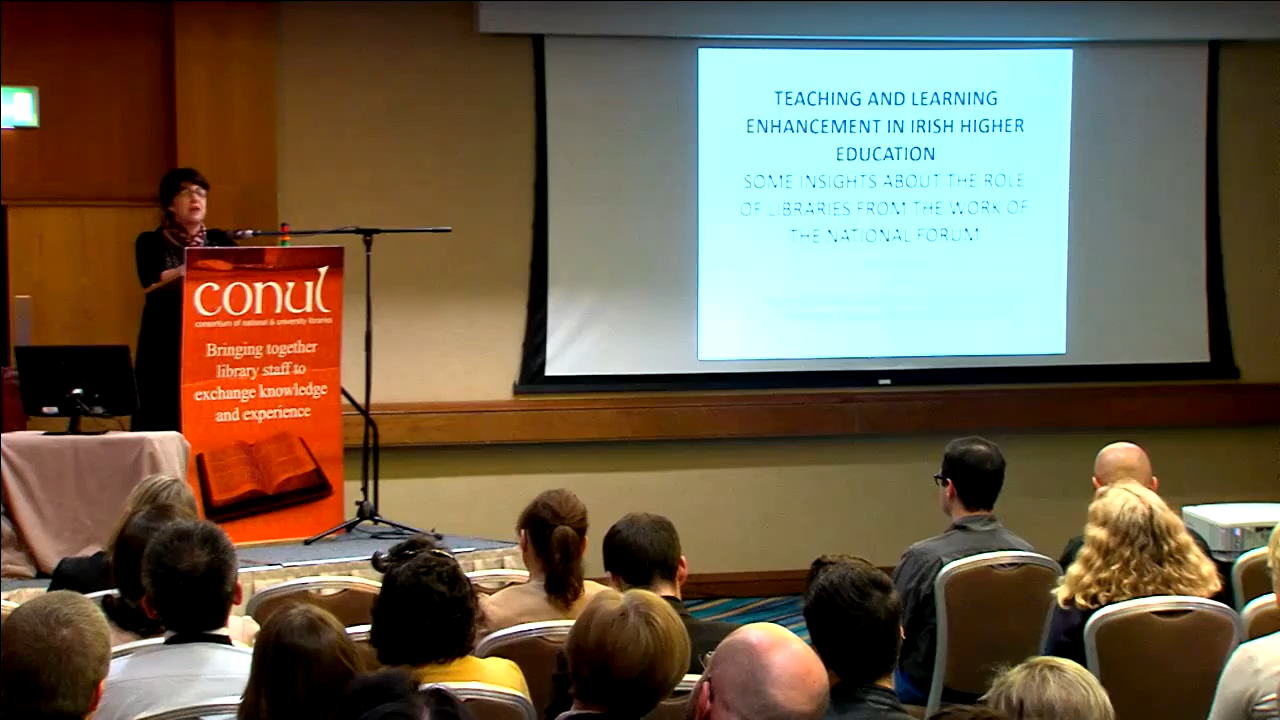 TEACHING AND LEARNING
ENHANCEMENT IN IRISH HIGHER
EDUCATION
SOME INSIGHTS ABOUT THE ROLE
OF LIBRARIES FROM THE WORK OF
THE NATIONAL FORUM
conul
consortium of national & university libraries
Bringing together
library staff to
exchange knowledge
and experience